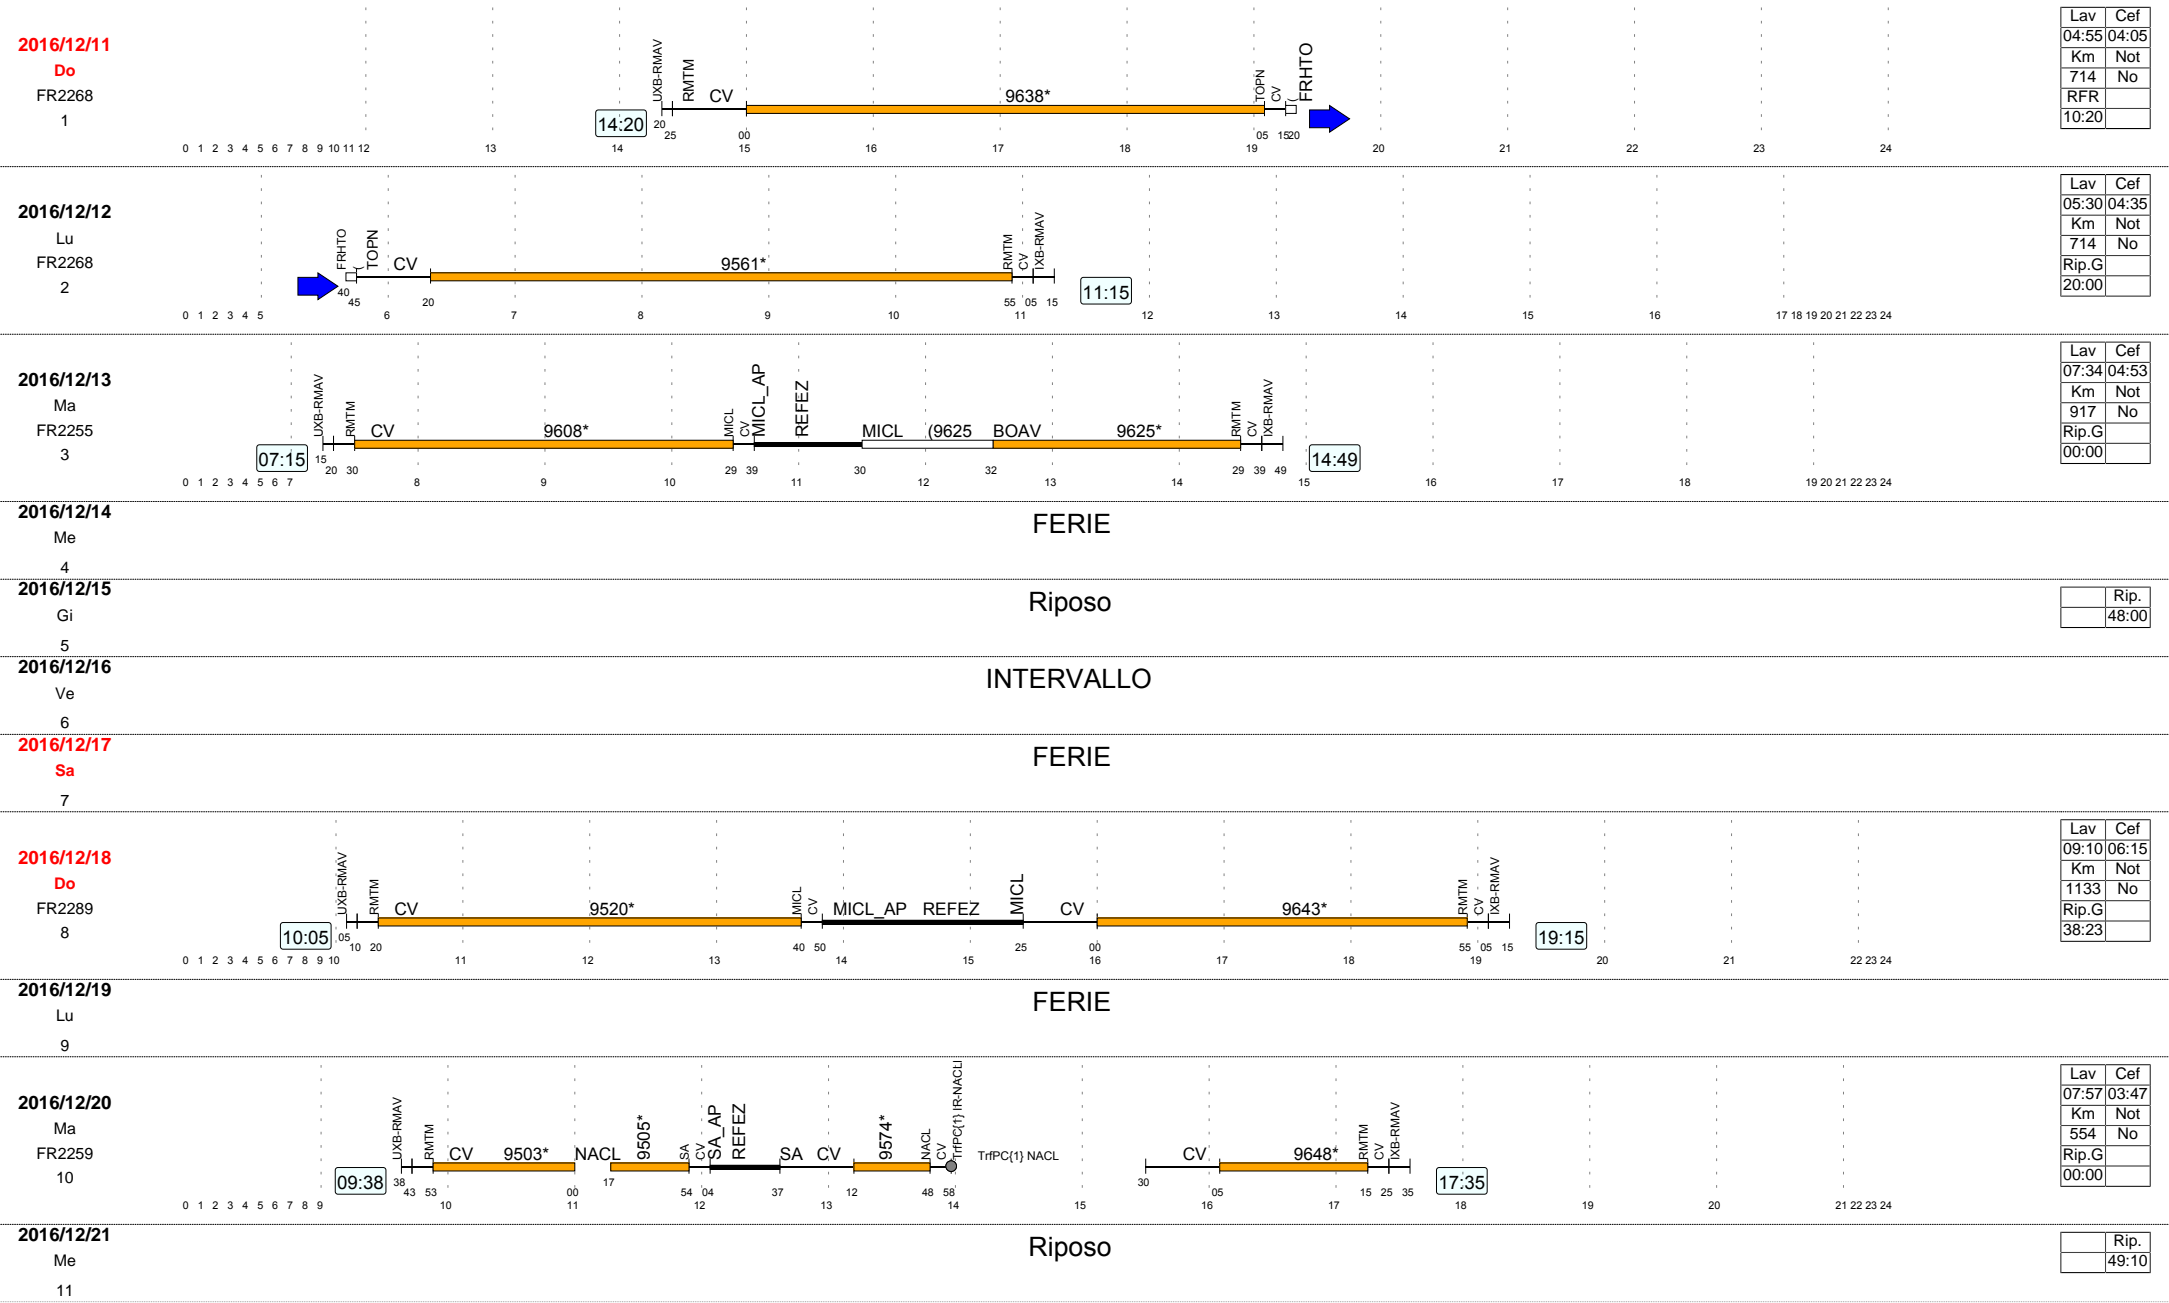 2016/12/11
Do
FR2268
1
14:20
UXB-RMAV RMTM CV 9638* TOPN CV ( FRHTO
20 25 00 05 15 20
0 1 2 3 4 5 6 7 8 9 10 11 12 13 14 15 16 17 18 19 20 21 22 23 24
Lav Cef
04:55 04:05
Km Not
714 No
RFR
10:20
2016/12/12
Lu
FR2268
2
FRHTO ( TOPN CV 9561* RMTM CV IXB-RMAV
40 45 20 55 05 15
11:15
0 1 2 3 4 5 6 7 8 9 10 11 12 13 14 15 16 17 18 19 20 21 22 23 24
Lav Cef
05:30 04:35
Km Not
714 No
Rip.G
20:00
2016/12/13
Ma
FR2255
3
07:15
UXB-RMAV RMTM CV 9608* MICL CV MICL_AP REFEZ MICL (9625 BOAV 9625* RMTM CV IXB-RMAV
15 20 30 29 39 30 32 29 39 49
14:49
0 1 2 3 4 5 6 7 8 9 10 11 12 13 14 15 16 17 18 19 20 21 22 23 24
Lav Cef
07:34 04:53
Km Not
917 No
Rip.G
00:00
2016/12/14
Me
4
FERIE
2016/12/15
Gi
5
Riposo
Rip.
48:00
2016/12/16
Ve
6
INTERVALLO
2016/12/17
Sa
7
FERIE
2016/12/18
Do
FR2289
8
10:05
UXB-RMAV RMTM CV 9520* MICL CV MICL_AP REFEZ MICL CV 9643* RMTM CV IXB-RMAV
05 10 20 40 50 25 00 55 05 15
19:15
0 1 2 3 4 5 6 7 8 9 10 11 12 13 14 15 16 17 18 19 20 21 22 23 24
Lav Cef
09:10 06:15
Km Not
1133 No
Rip.G
38:23
2016/12/19
Lu
9
FERIE
2016/12/20
Ma
FR2259
10
09:38
UXB-RMAV RMTM CV 9503* NACL 9505* SA CV SA_AP REFEZ SA CV 9574* NACL CV TrfPC{1} IR-NACLI TrfPC{1} NACL CV 9648* RMTM CV IXB-RMAV
38 43 53 00 17 54 04 37 12 48 58 30 05 15 25 35
17:35
0 1 2 3 4 5 6 7 8 9 10 11 12 13 14 15 16 17 18 19 20 21 22 23 24
Lav Cef
07:57 03:47
Km Not
554 No
Rip.G
00:00
2016/12/21
Me
11
Riposo
Rip.
49:10